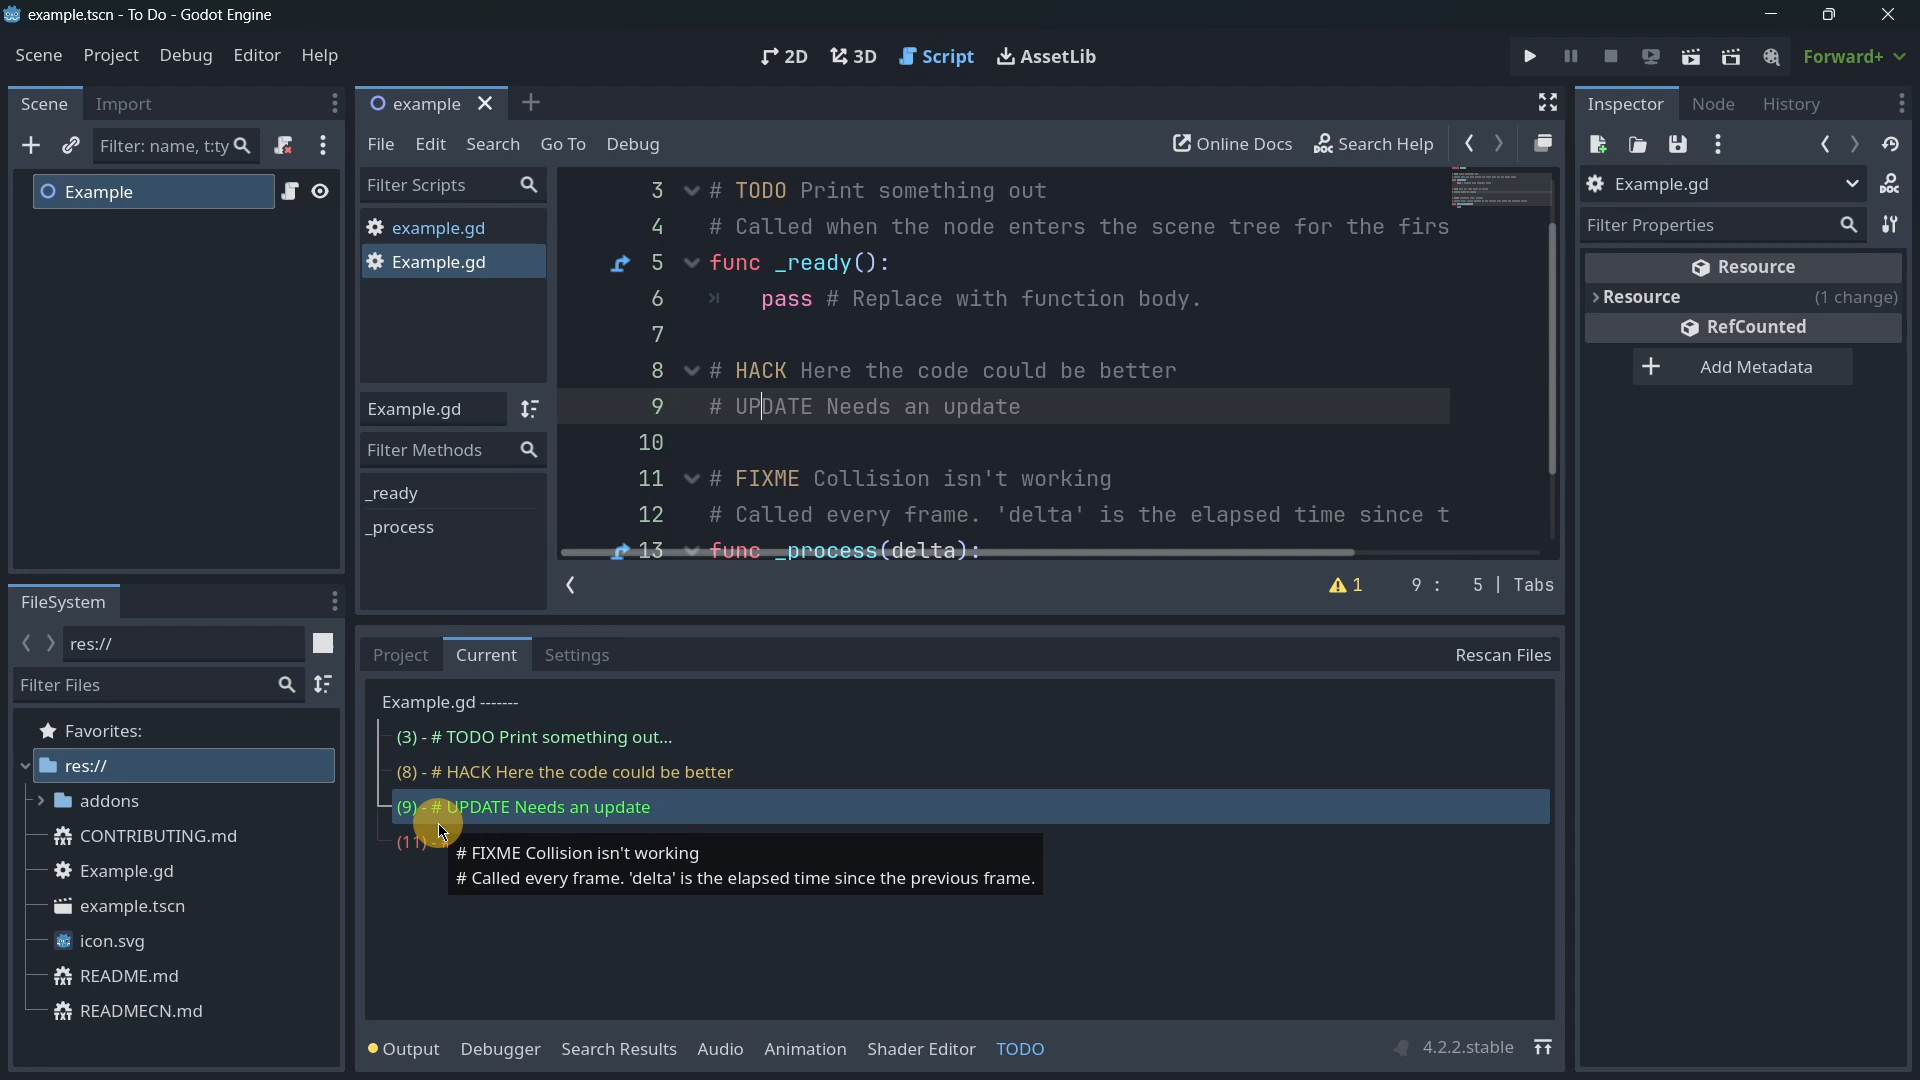 example.tscn - To Do - Godot Engine
Scene Project Debug Editor Help
2D 3D Script AssetLib
Forward+
Scene Import
Filter: name, t:ty
Example
FileSystem
res://
Filter Files
Favorites:
res://
addons
CONTRIBUTING.md
Example.gd
example.tscn
icon.svg
README.md
READMECN.md
example
File Edit Search Go To Debug
Online Docs Search Help
Filter Scripts
example.gd
Example.gd
Example.gd
Filter Methods
_ready
_process
3 # TODO Print something out
4 # Called when the node enters the scene tree for the firs
5 func _ready():
6 pass # Replace with function body.
7
8 # HACK Here the code could be better
9 # UPDATE Needs an update
10
11 # FIXME Collision isn't working
12 # Called every frame. 'delta' is the elapsed time since t
13 func _process(delta):
1 9 : 5 | Tabs
Project Current Settings Rescan Files
Example.gd -------
(3) - # TODO Print something out...
(8) - # HACK Here the code could be better
(9) - # UPDATE Needs an update
(11) - #
# FIXME Collision isn't working
# Called every frame. 'delta' is the elapsed time since the previous frame.
Output Debugger Search Results Audio Animation Shader Editor TODO
4.2.2.stable
Inspector Node History
Example.gd
Filter Properties
Resource
Resource (1 change)
RefCounted
Add Metadata